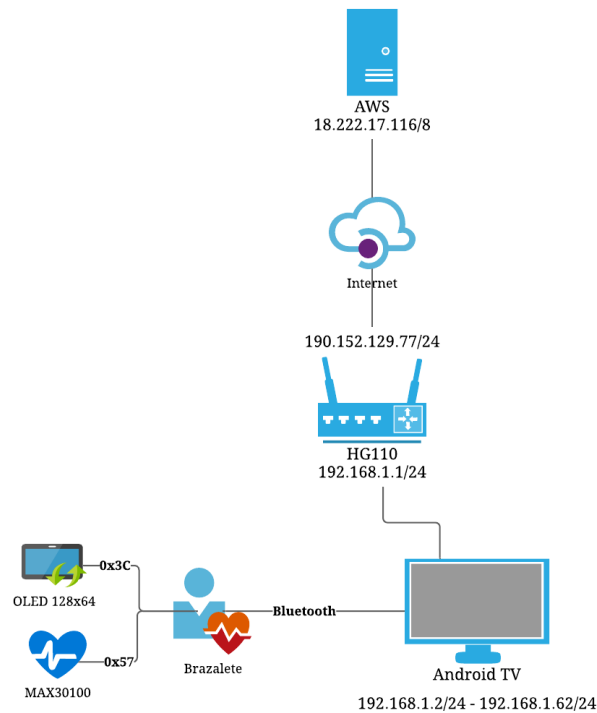 AWS
18.222.17.116/8
Internet
190.152.129.77/24
HG110
192.168.1.1/24
0x3C
OLED 128x64
Bluetooth
0x57
Brazalete
MAX30100
Android TV
192.168.1.2/24 - 192.168.1.62/24